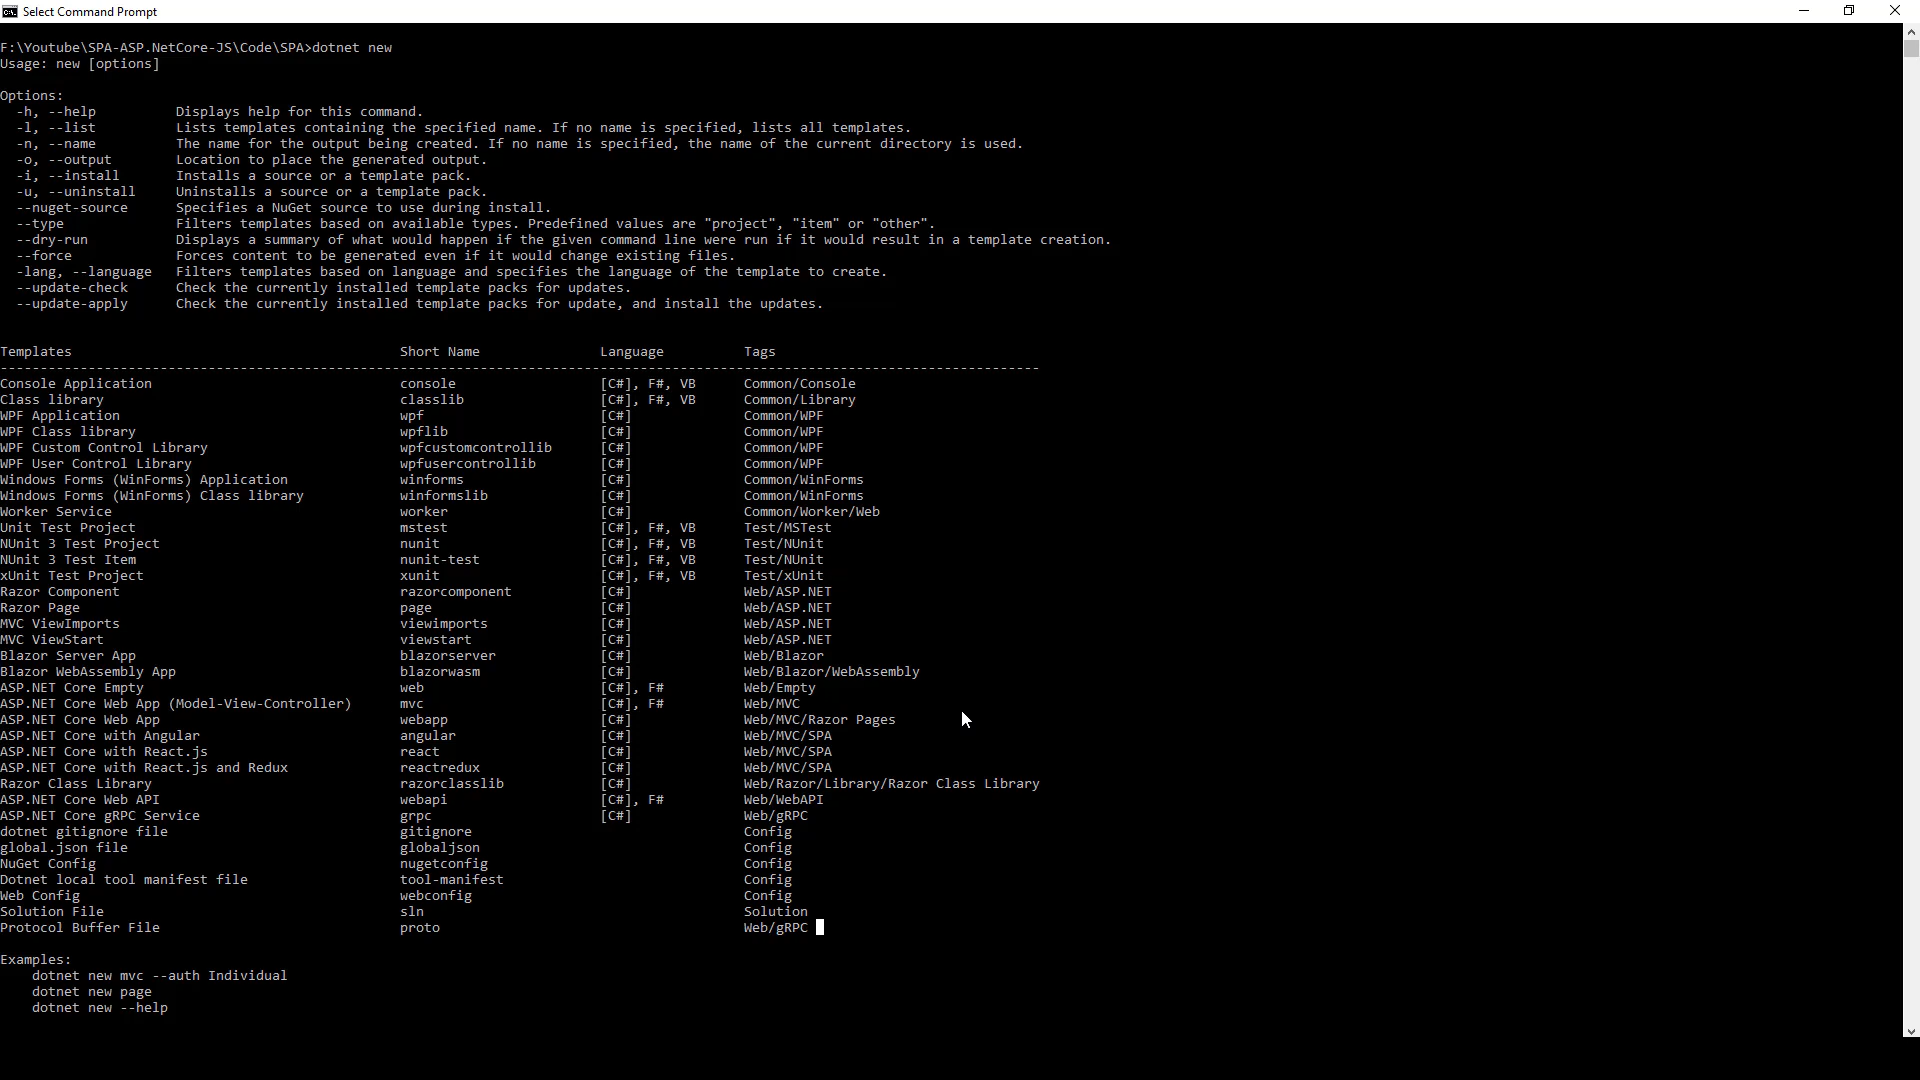 Select Command Prompt
F:\Youtube\SPA-ASP.NetCore-JS\Code\SPA>dotnet new
Usage: new [options]
Options:
-h, --help Displays help for this command.
-l, --list Lists templates containing the specified name. If no name is specified, lists all templates.
-n, --name The name for the output being created. If no name is specified, the name of the current directory is used.
-o, --output Location to place the generated output.
-i, --install Installs a source or a template pack.
-u, --uninstall Uninstalls a source or a template pack.
--nuget-source Specifies a NuGet source to use during install.
--type Filters templates based on available types. Predefined values are "project", "item" or "other".
--dry-run Displays a summary of what would happen if the given command line were run if it would result in a template creation.
--force Forces content to be generated even if it would change existing files.
-lang, --language Filters templates based on language and specifies the language of the template to create.
--update-check Check the currently installed template packs for updates.
--update-apply Check the currently installed template packs for update, and install the updates.
Templates Short Name Language Tags
----------------------------------------------------------------------------------------------------------------------------------
Console Application console [C#], F#, VB Common/Console
Class library classlib [C#], F#, VB Common/Library
WPF Application wpf [C#] Common/WPF
WPF Class library wpflib [C#] Common/WPF
WPF Custom Control Library wpfcustomcontrollib [C#] Common/WPF
WPF User Control Library wpfusercontrollib [C#] Common/WPF
Windows Forms (WinForms) Application winforms [C#] Common/WinForms
Windows Forms (WinForms) Class library winformslib [C#] Common/WinForms
Worker Service worker [C#] Common/Worker/Web
Unit Test Project mstest [C#], F#, VB Test/MSTest
NUnit 3 Test Project nunit [C#], F#, VB Test/NUnit
NUnit 3 Test Item nunit-test [C#], F#, VB Test/NUnit
xUnit Test Project xunit [C#], F#, VB Test/xUnit
Razor Component razorcomponent [C#] Web/ASP.NET
Razor Page page [C#] Web/ASP.NET
MVC ViewImports viewimports [C#] Web/ASP.NET
MVC ViewStart viewstart [C#] Web/ASP.NET
Blazor Server App blazorserver [C#] Web/Blazor
Blazor WebAssembly App blazorwasm [C#] Web/Blazor/WebAssembly
ASP.NET Core Empty web [C#], F# Web/Empty
ASP.NET Core Web App (Model-View-Controller) mvc [C#], F# Web/MVC
ASP.NET Core Web App webapp [C#] Web/MVC/Razor Pages
ASP.NET Core with Angular angular [C#] Web/MVC/SPA
ASP.NET Core with React.js react [C#] Web/MVC/SPA
ASP.NET Core with React.js and Redux reactredux [C#] Web/MVC/SPA
Razor Class Library razorclasslib [C#] Web/Razor/Library/Razor Class Library
ASP.NET Core Web API webapi [C#], F# Web/WebAPI
ASP.NET Core gRPC Service grpc [C#] Web/gRPC
dotnet gitignore file gitignore Config
global.json file globaljson Config
NuGet Config nugetconfig Config
Dotnet local tool manifest file tool-manifest Config
Web Config webconfig Config
Solution File sln Solution
Protocol Buffer File proto Web/gRPC
Examples:
dotnet new mvc --auth Individual
dotnet new page
dotnet new --help